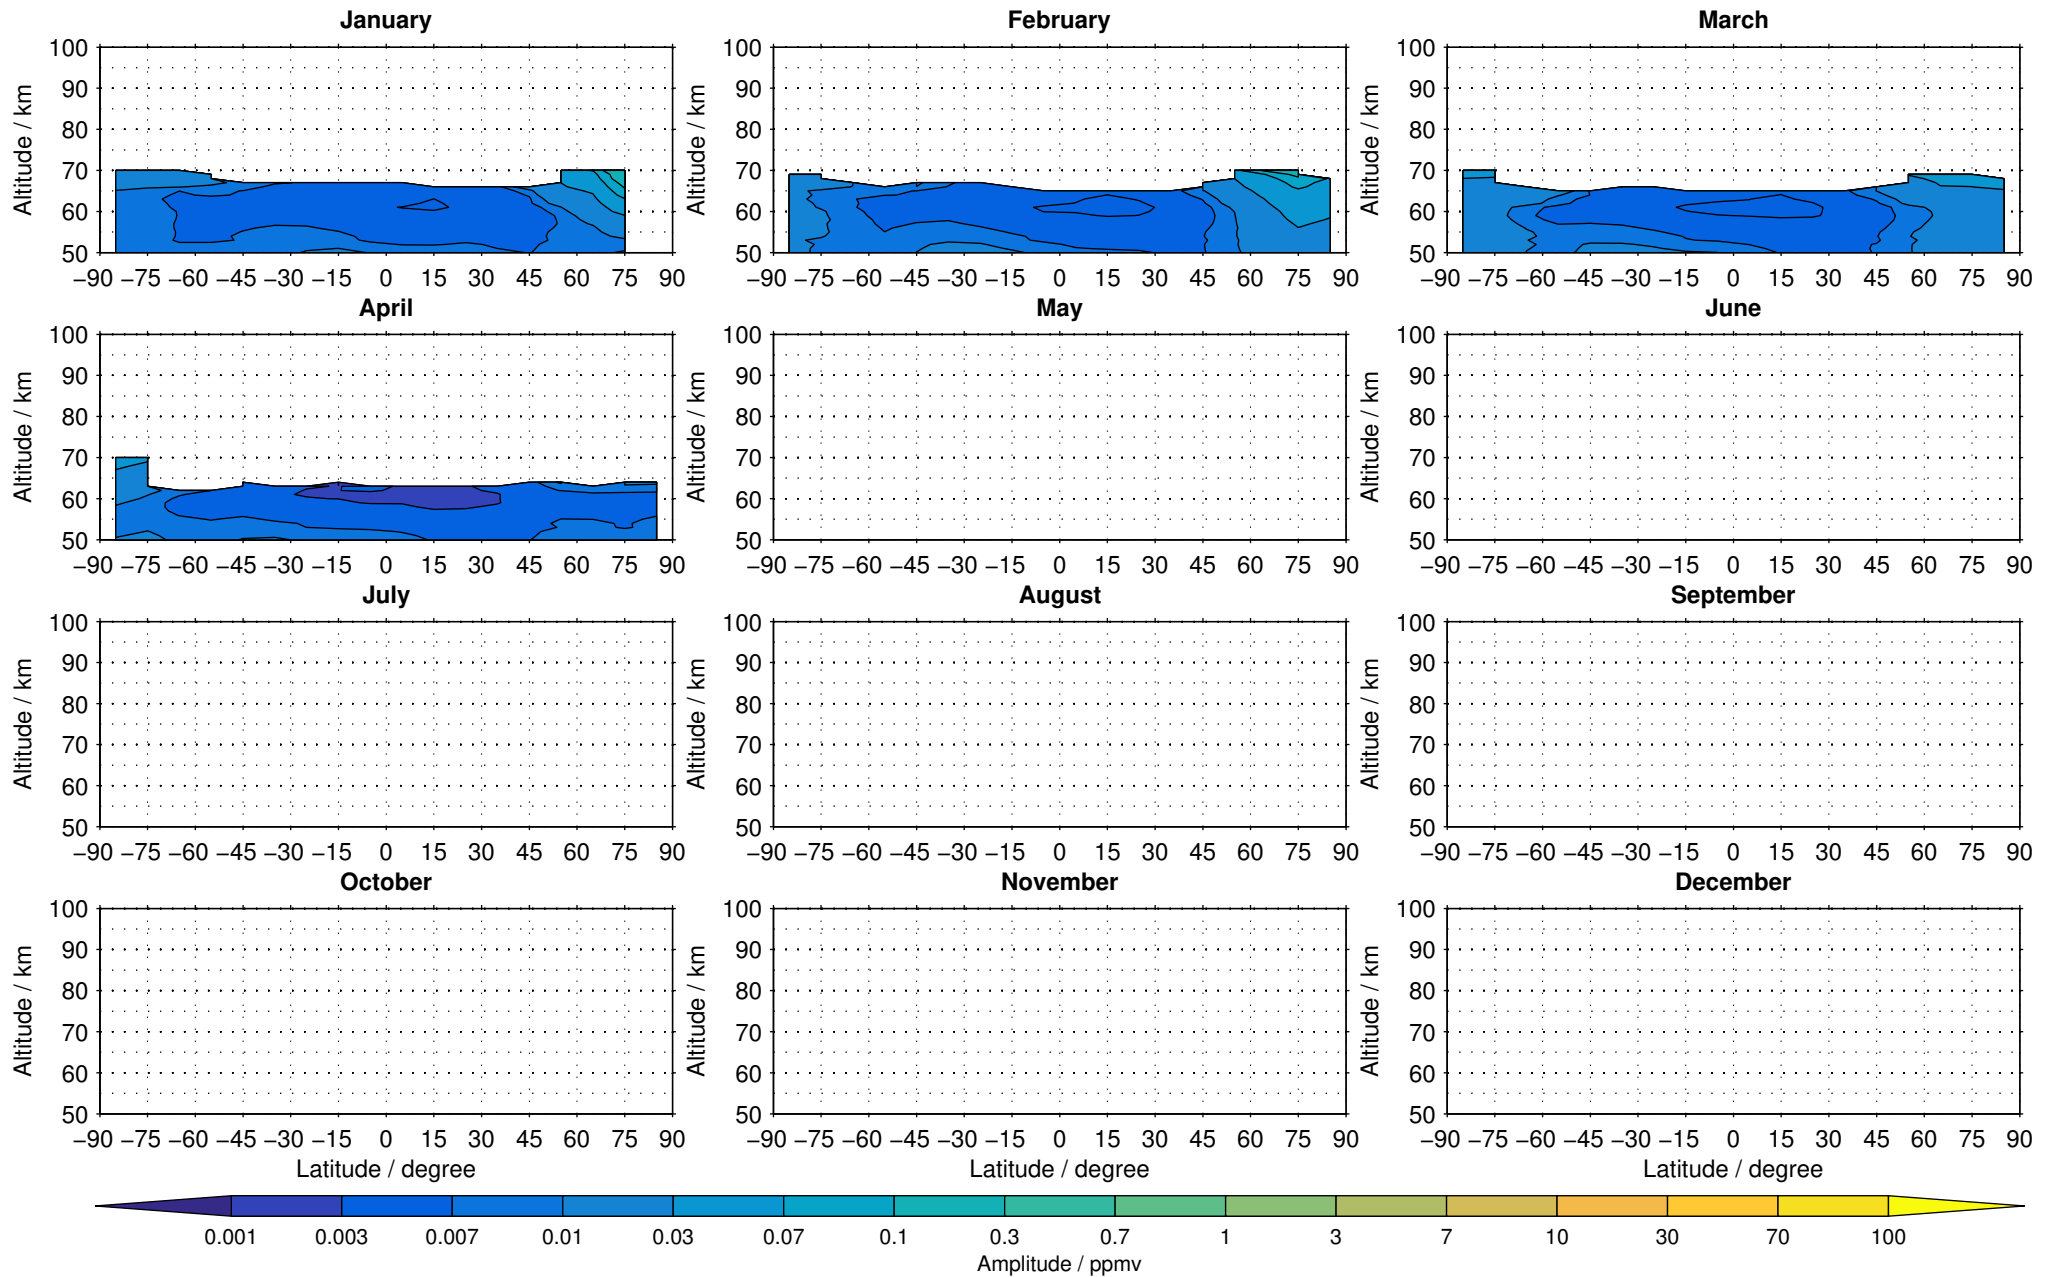 January February March
100 100 100
90 90 90
80 80 80
70 70 70
60 60 60
50 50 50
Altitude / km Altitude / km Altitude / km
−90 −75 −60 −45 −30 −15 0 15 30 45 60 75 90 −90 −75 −60 −45 −30 −15 0 15 30 45 60 75 90 −90 −75 −60 −45 −30 −15 0 15 30 45 60 75 90
April May June
100 100 100
90 90 90
80 80 80
70 70 70
60 60 60
50 50 50
Altitude / km Altitude / km Altitude / km
−90 −75 −60 −45 −30 −15 0 15 30 45 60 75 90 −90 −75 −60 −45 −30 −15 0 15 30 45 60 75 90 −90 −75 −60 −45 −30 −15 0 15 30 45 60 75 90
July August September
100 100 100
90 90 90
80 80 80
70 70 70
60 60 60
50 50 50
Altitude / km Altitude / km Altitude / km
−90 −75 −60 −45 −30 −15 0 15 30 45 60 75 90 −90 −75 −60 −45 −30 −15 0 15 30 45 60 75 90 −90 −75 −60 −45 −30 −15 0 15 30 45 60 75 90
October November December
100 100 100
90 90 90
80 80 80
70 70 70
60 60 60
50 50 50
Altitude / km Altitude / km Altitude / km
−90 −75 −60 −45 −30 −15 0 15 30 45 60 75 90 −90 −75 −60 −45 −30 −15 0 15 30 45 60 75 90 −90 −75 −60 −45 −30 −15 0 15 30 45 60 75 90
Latitude / degree Latitude / degree Latitude / degree
0.001 0.003 0.007 0.01 0.03 0.07 0.1 0.3 0.7 1 3 7 10 30 70 100
Amplitude / ppmv